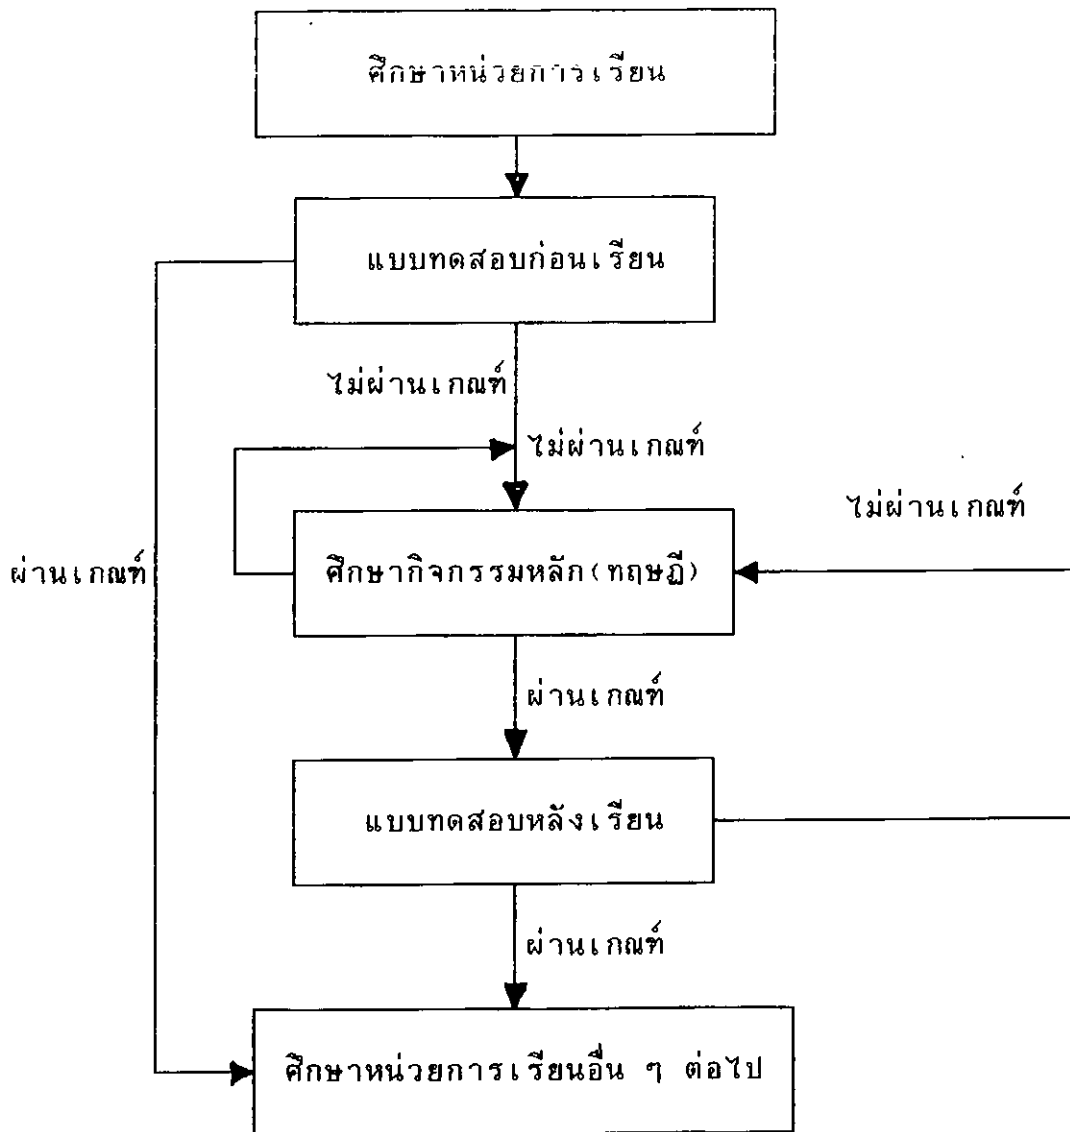 ศึกษาหน่วยการเรียน
แบบทดสอบก่อนเรียน
ไม่ผ่านเกณฑ์
ไม่ผ่านเกณฑ์
ไม่ผ่านเกณฑ์
ผ่านเกณฑ์
ศึกษากิจกรรมหลัก(ทฤษฎี)
ผ่านเกณฑ์
แบบทดสอบหลังเรียน
ผ่านเกณฑ์
ศึกษาหน่วยการเรียนอื่น ๆ ต่อไป